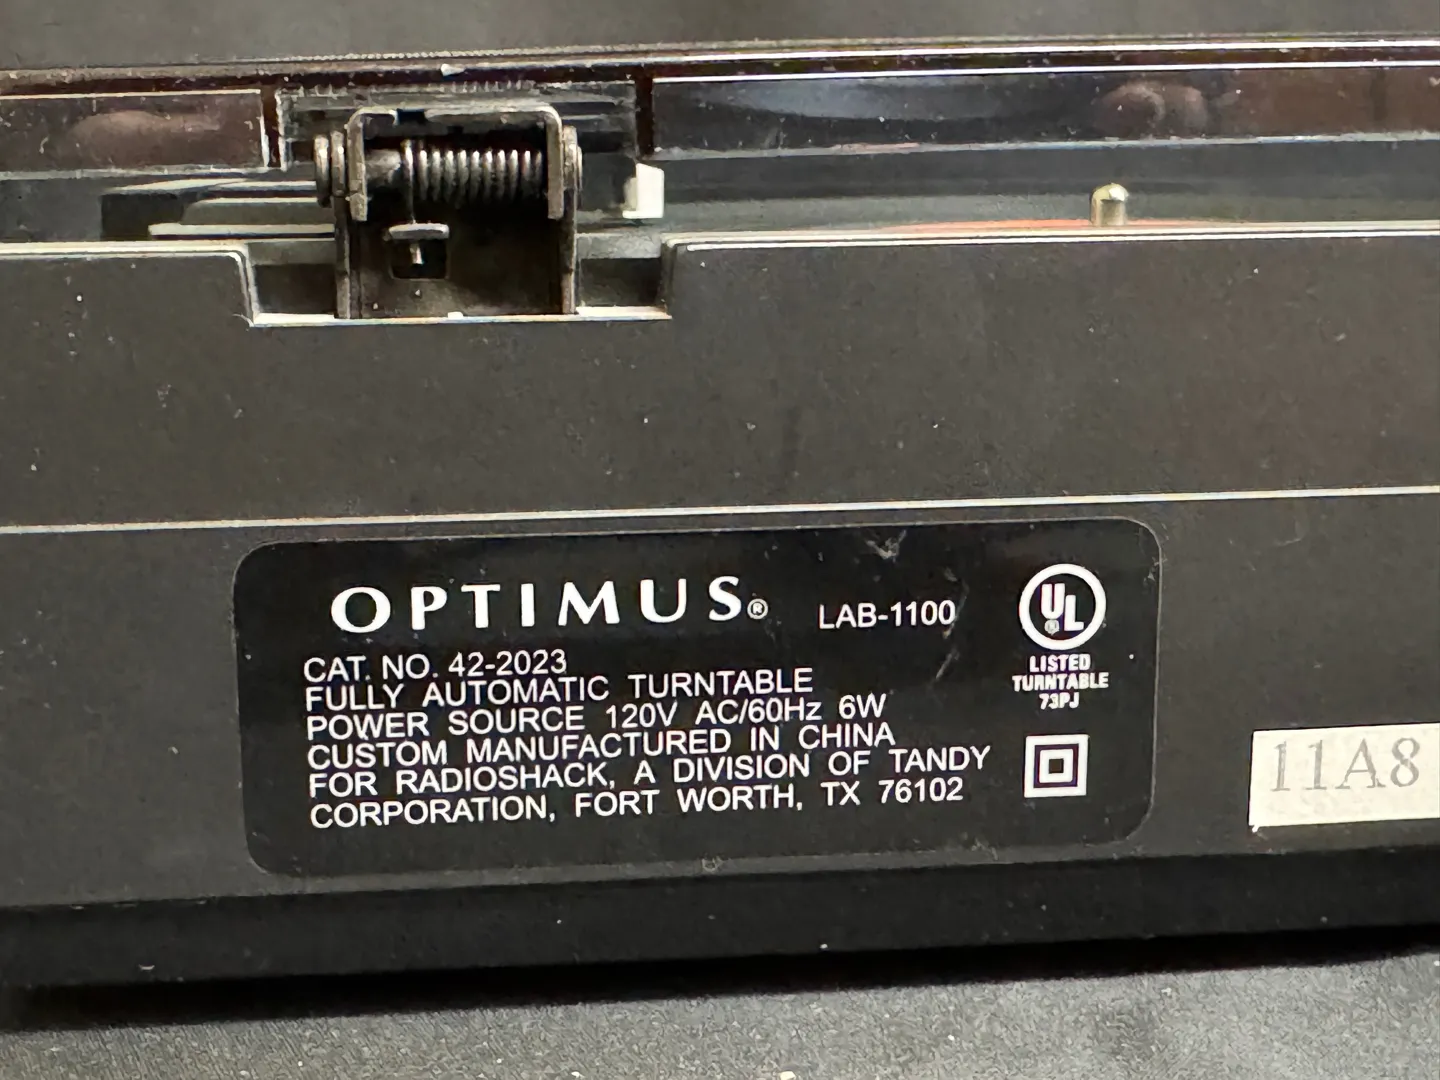 OPTIMUS® LAB-1100
CAT. NO. 42-2023
FULLY AUTOMATIC TURNTABLE
POWER SOURCE 120V AC/60Hz 6W
CUSTOM MANUFACTURED IN CHINA
FOR RADIOSHACK, A DIVISION OF TANDY
CORPORATION, FORT WORTH, TX 76102
UL®
LISTED
TURNTABLE
73PJ
11A8